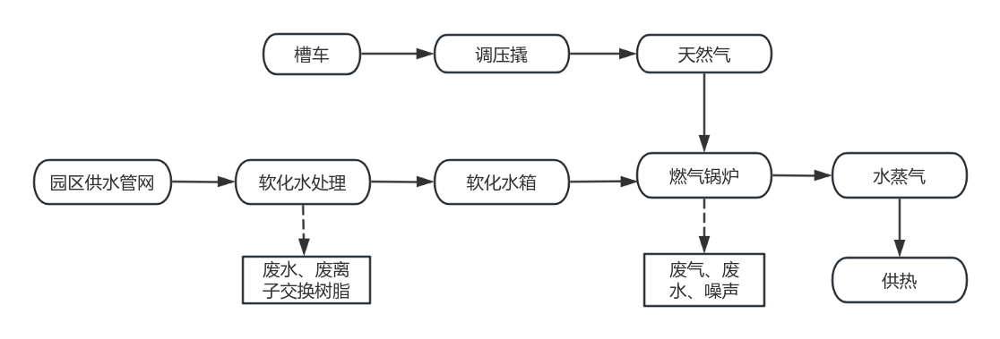 槽车
调压撬
天然气
园区供水管网
软化水处理
软化水箱
燃气锅炉
水蒸气
废水、废离
子交换树脂
废气、废
水、噪声
供热